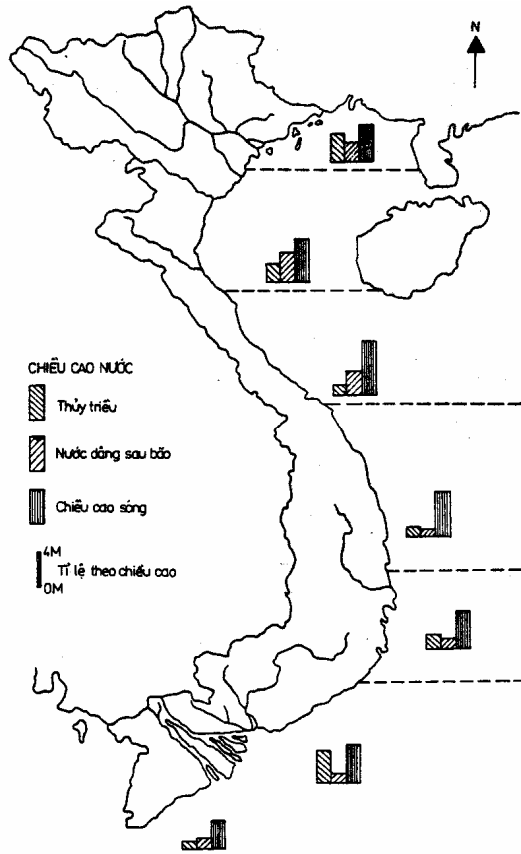 N
CHIỀU CAO NƯỚC
Thủy triều
Nước dâng sau bão
Chiều cao sóng
4M
Tỉ lệ theo chiều cao
0M